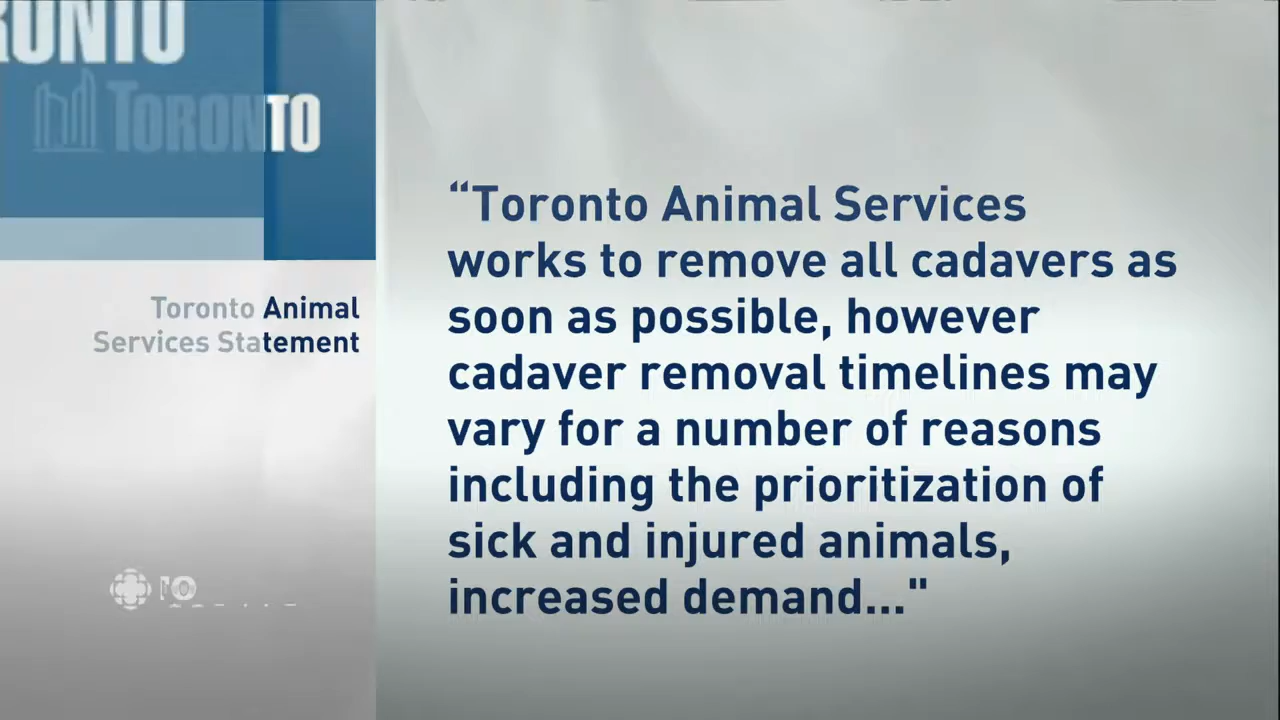 TORONTO
Toronto Animal
Services Statement
“Toronto Animal Services
works to remove all cadavers as
soon as possible, however
cadaver removal timelines may
vary for a number of reasons
including the prioritization of
sick and injured animals,
increased demand..."